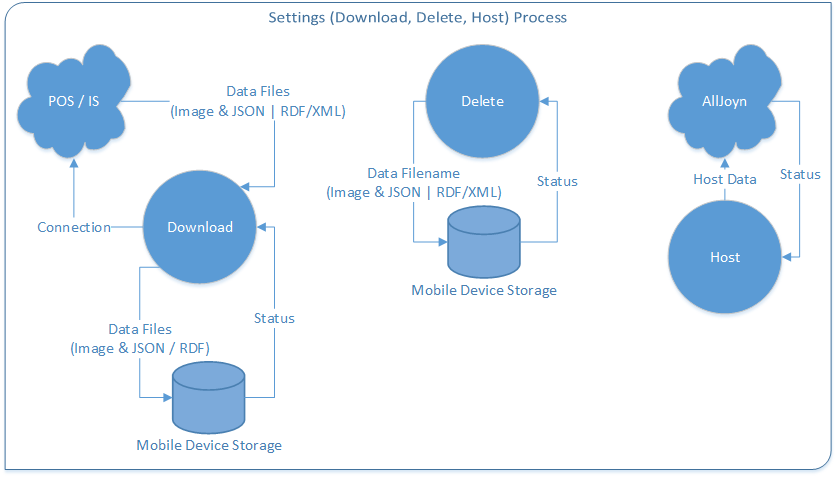 Settings (Download, Delete, Host) Process
POS / IS
Data Files
(Image & JSON | RDF/XML)
Connection
Download
Data Files
(Image & JSON / RDF)
Status
Mobile Device Storage
Delete
Data Filename
(Image & JSON | RDF/XML)
Status
Mobile Device Storage
AllJoyn
Host Data
Status
Host